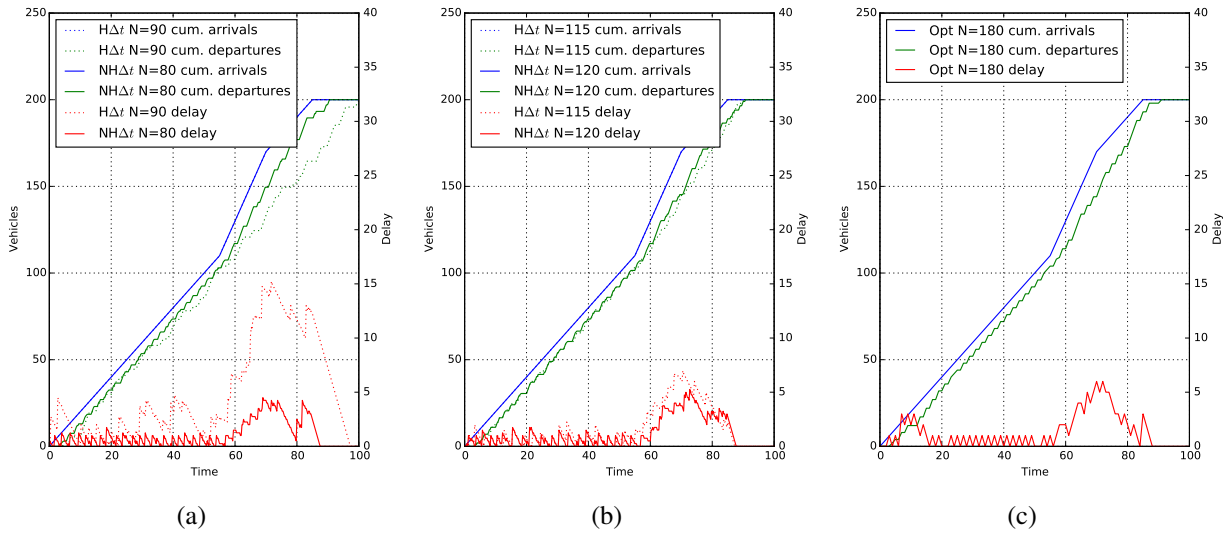 250
200
150
100
50
0
Vehicles
0 20 40 60 80 100
Time
40
35
30
25
20
15
10
5
0
Delay
HΔt N=90 cum. arrivals
HΔt N=90 cum. departures
NHΔt N=80 cum. arrivals
NHΔt N=80 cum. departures
HΔt N=90 delay
NHΔt N=80 delay
(a)
250
200
150
100
50
0
Vehicles
0 20 40 60 80 100
Time
40
35
30
25
20
15
10
5
0
Delay
HΔt N=115 cum. arrivals
HΔt N=115 cum. departures
NHΔt N=120 cum. arrivals
NHΔt N=120 cum. departures
HΔt N=115 delay
NHΔt N=120 delay
(b)
250
200
150
100
50
0
Vehicles
0 20 40 60 80 100
Time
40
35
30
25
20
15
10
5
0
Delay
Opt N=180 cum. arrivals
Opt N=180 cum. departures
Opt N=180 delay
(c)